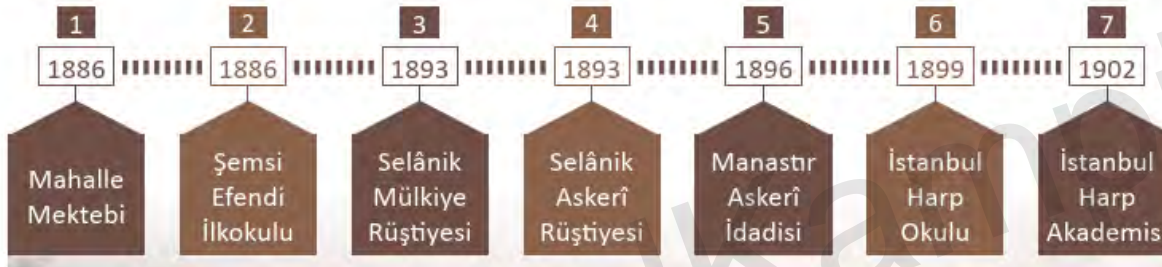 1 2 3 4 5 6 7
1886 1886 1893 1893 1896 1899 1902
Mahalle
Mektebi
Şemsi
Efendi
İlkokulu
Selânik
Mülkiye
Rüştiyesi
Selânik
Askerî
Rüştiyesi
Manastır
Askerî
İdadisi
İstanbul
Harp
Okulu
İstanbul
Harp
Akademis